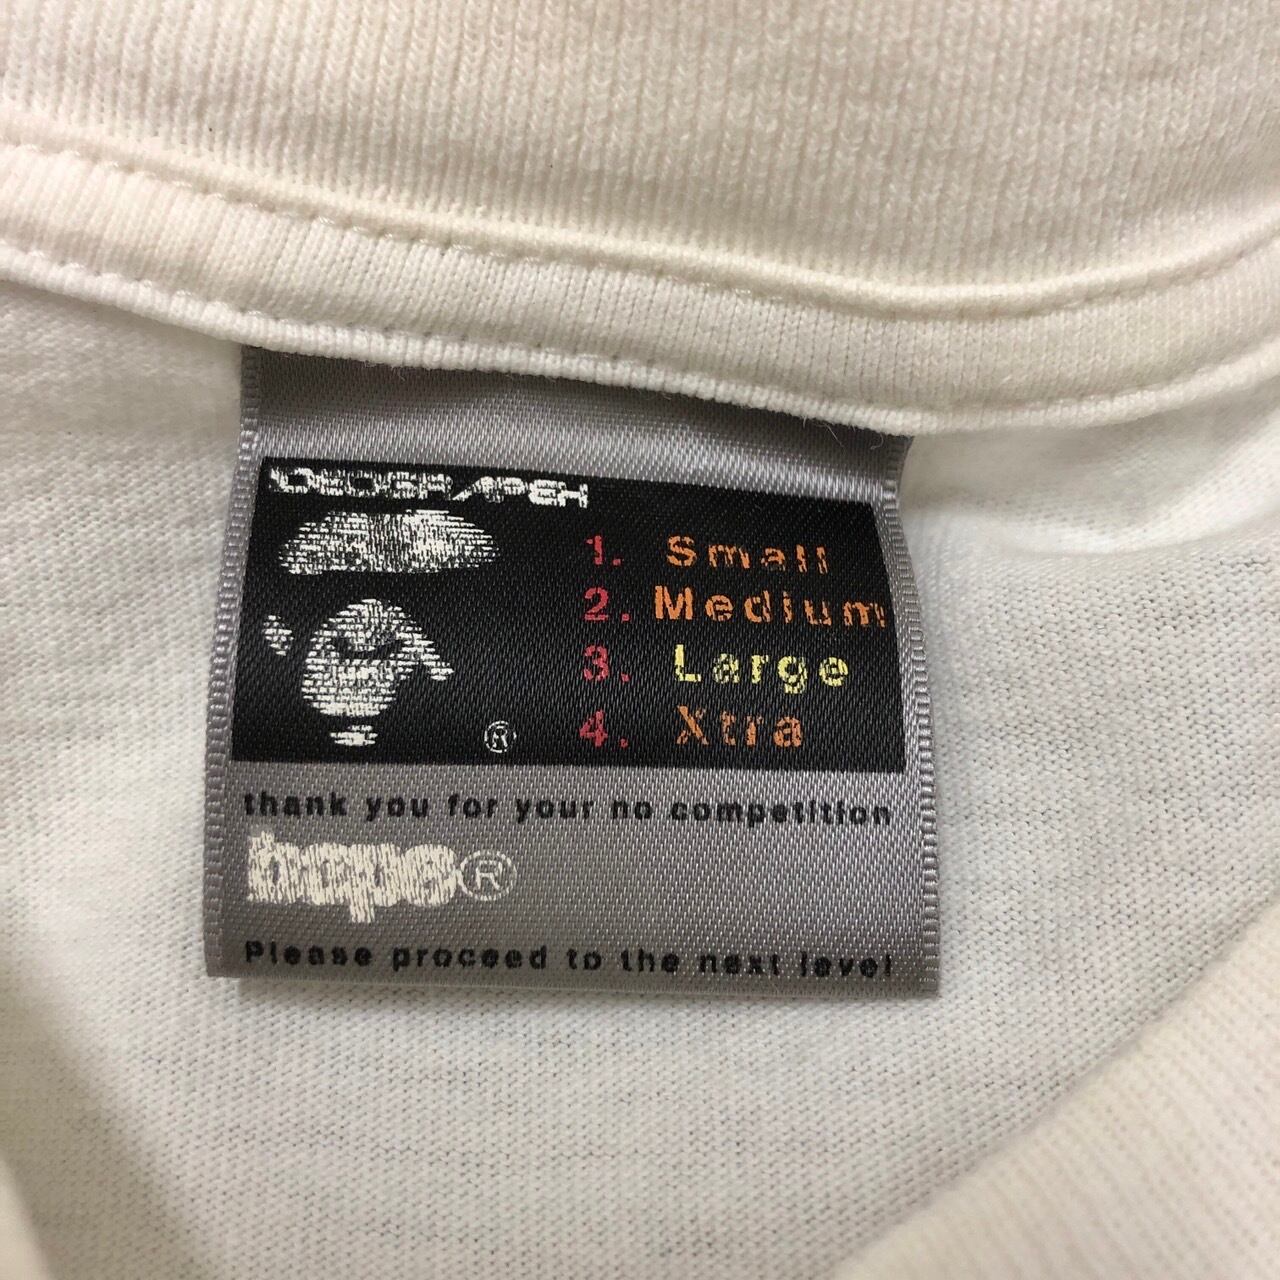 IDEOGRAPEH
1. Small
2. Medium
3. Large
4. Xtra
®
thank you for your no competition
bape®
Please proceed to the next level